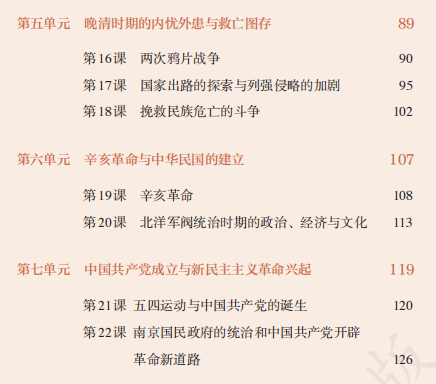 第五单元 晚清时期的内忧外患与救亡图存 89
第16课 两次鸦片战争 90
第17课 国家出路的探索与列强侵略的加剧 95
第18课 挽救民族危亡的斗争 102
第六单元 辛亥革命与中华民国的建立 107
第19课 辛亥革命 108
第20课 北洋军阀统治时期的政治、经济与文化 113
第七单元 中国共产党成立与新民主主义革命兴起 119
第21课 五四运动与中国共产党的诞生 120
第22课 南京国民政府的统治和中国共产党开辟
革命新道路 126